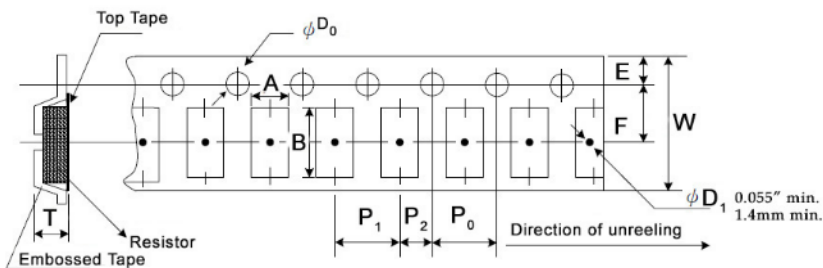 Top Tape
ϕD₀
A
E
F
W
B
ϕD₁ 0.055″ min.
1.4mm min.
T
P₁ P₂ P₀
Direction of unreeling
Resistor
Embossed Tape